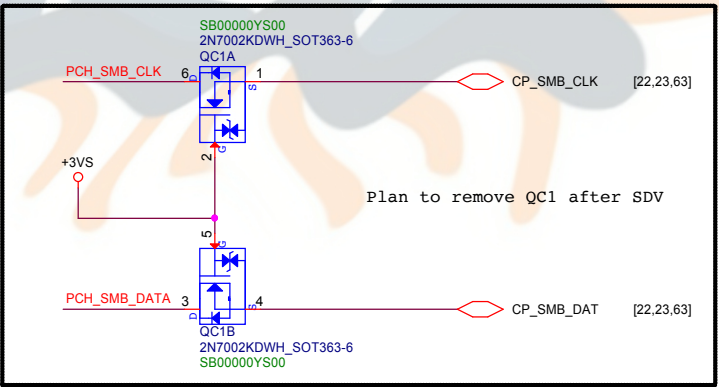 SB00000YS00
2N7002KDWH_SOT363-6
QC1A
PCH_SMB_CLK 6 D 1 S CP_SMB_CLK [22,23,63]
2 G
+3VS
Plan to remove QC1 after SDV
5 G
PCH_SMB_DATA 3 D 4 S CP_SMB_DAT [22,23,63]
QC1B
2N7002KDWH_SOT363-6
SB00000YS00